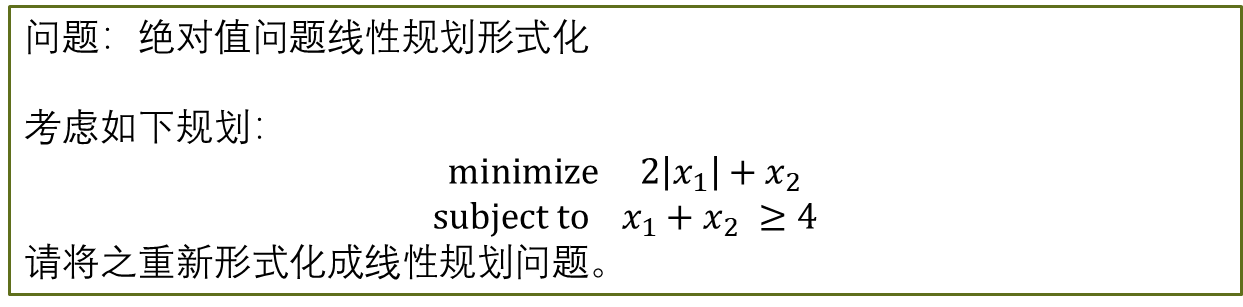 问题：绝对值问题线性规划形式化
考虑如下规划：
minimize 2|x₁| + x₂
subject to x₁ + x₂ ≥ 4
请将之重新形式化成线性规划问题。